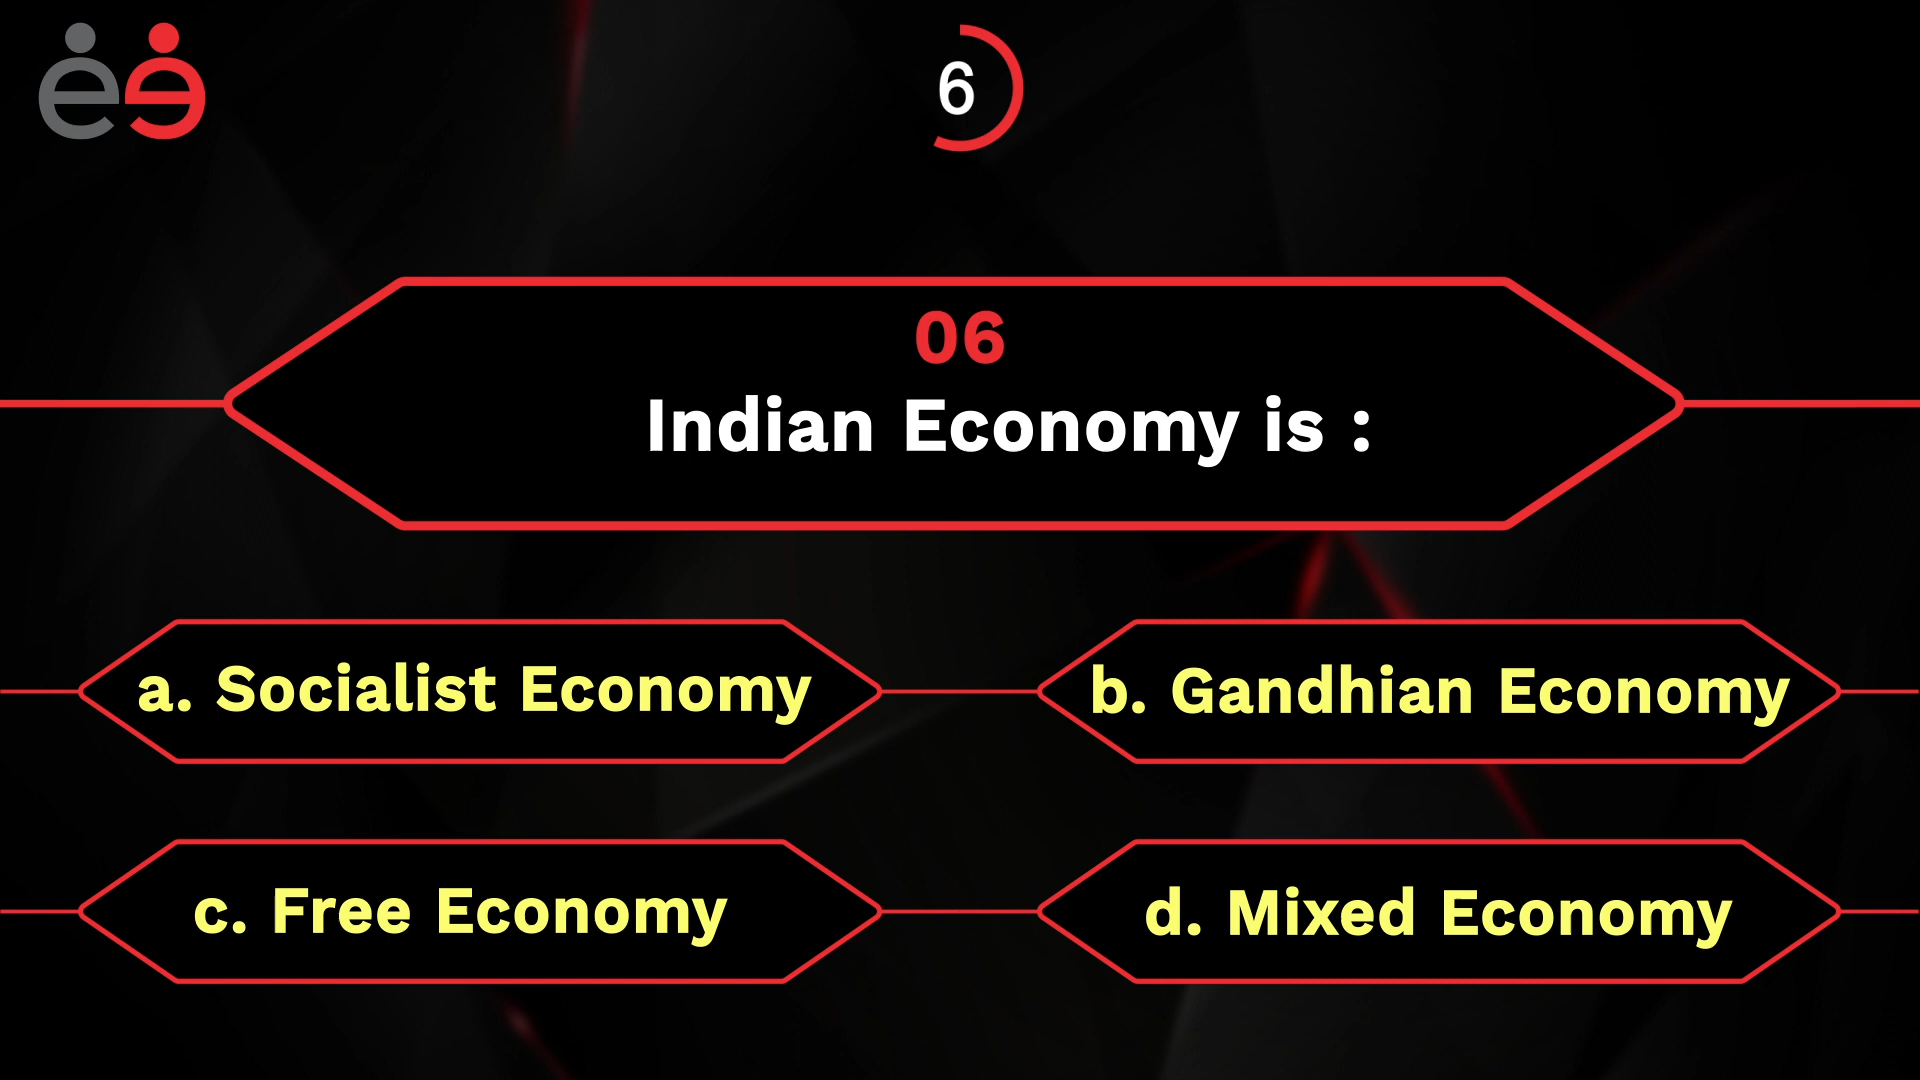 6
06
Indian Economy is :
a. Socialist Economy
b. Gandhian Economy
c. Free Economy
d. Mixed Economy